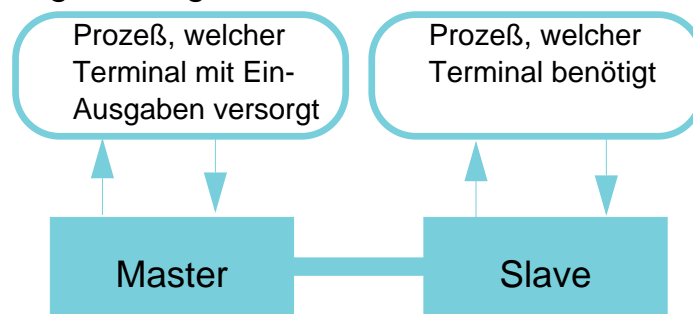 Prozeß, welcher
Terminal mit Ein-
Ausgaben versorgt
Prozeß, welcher
Terminal benötigt
Master
Slave